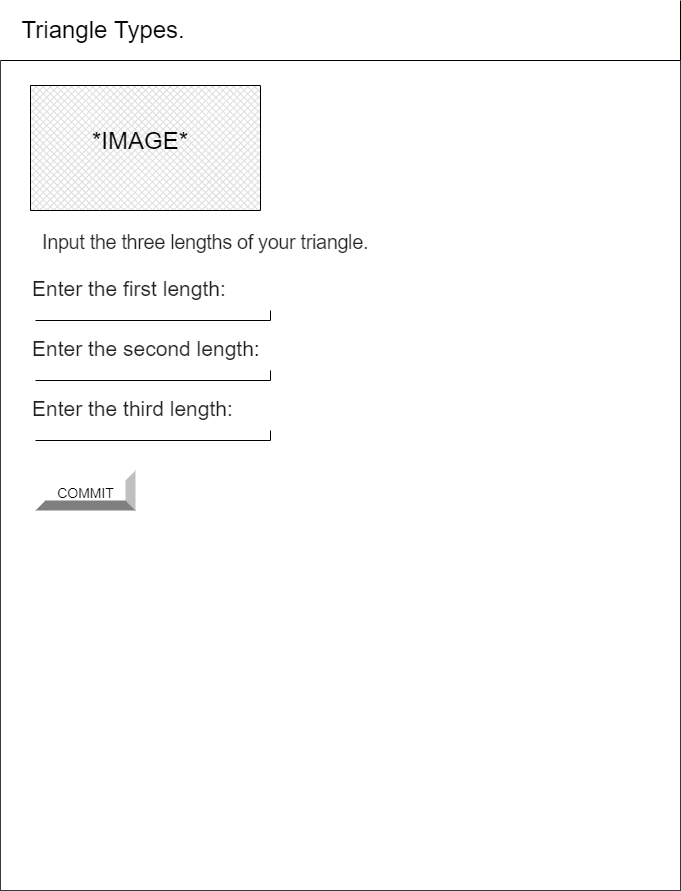 Triangle Types.
*IMAGE*
Input the three lengths of your triangle.
Enter the first length:
Enter the second length:
Enter the third length:
COMMIT